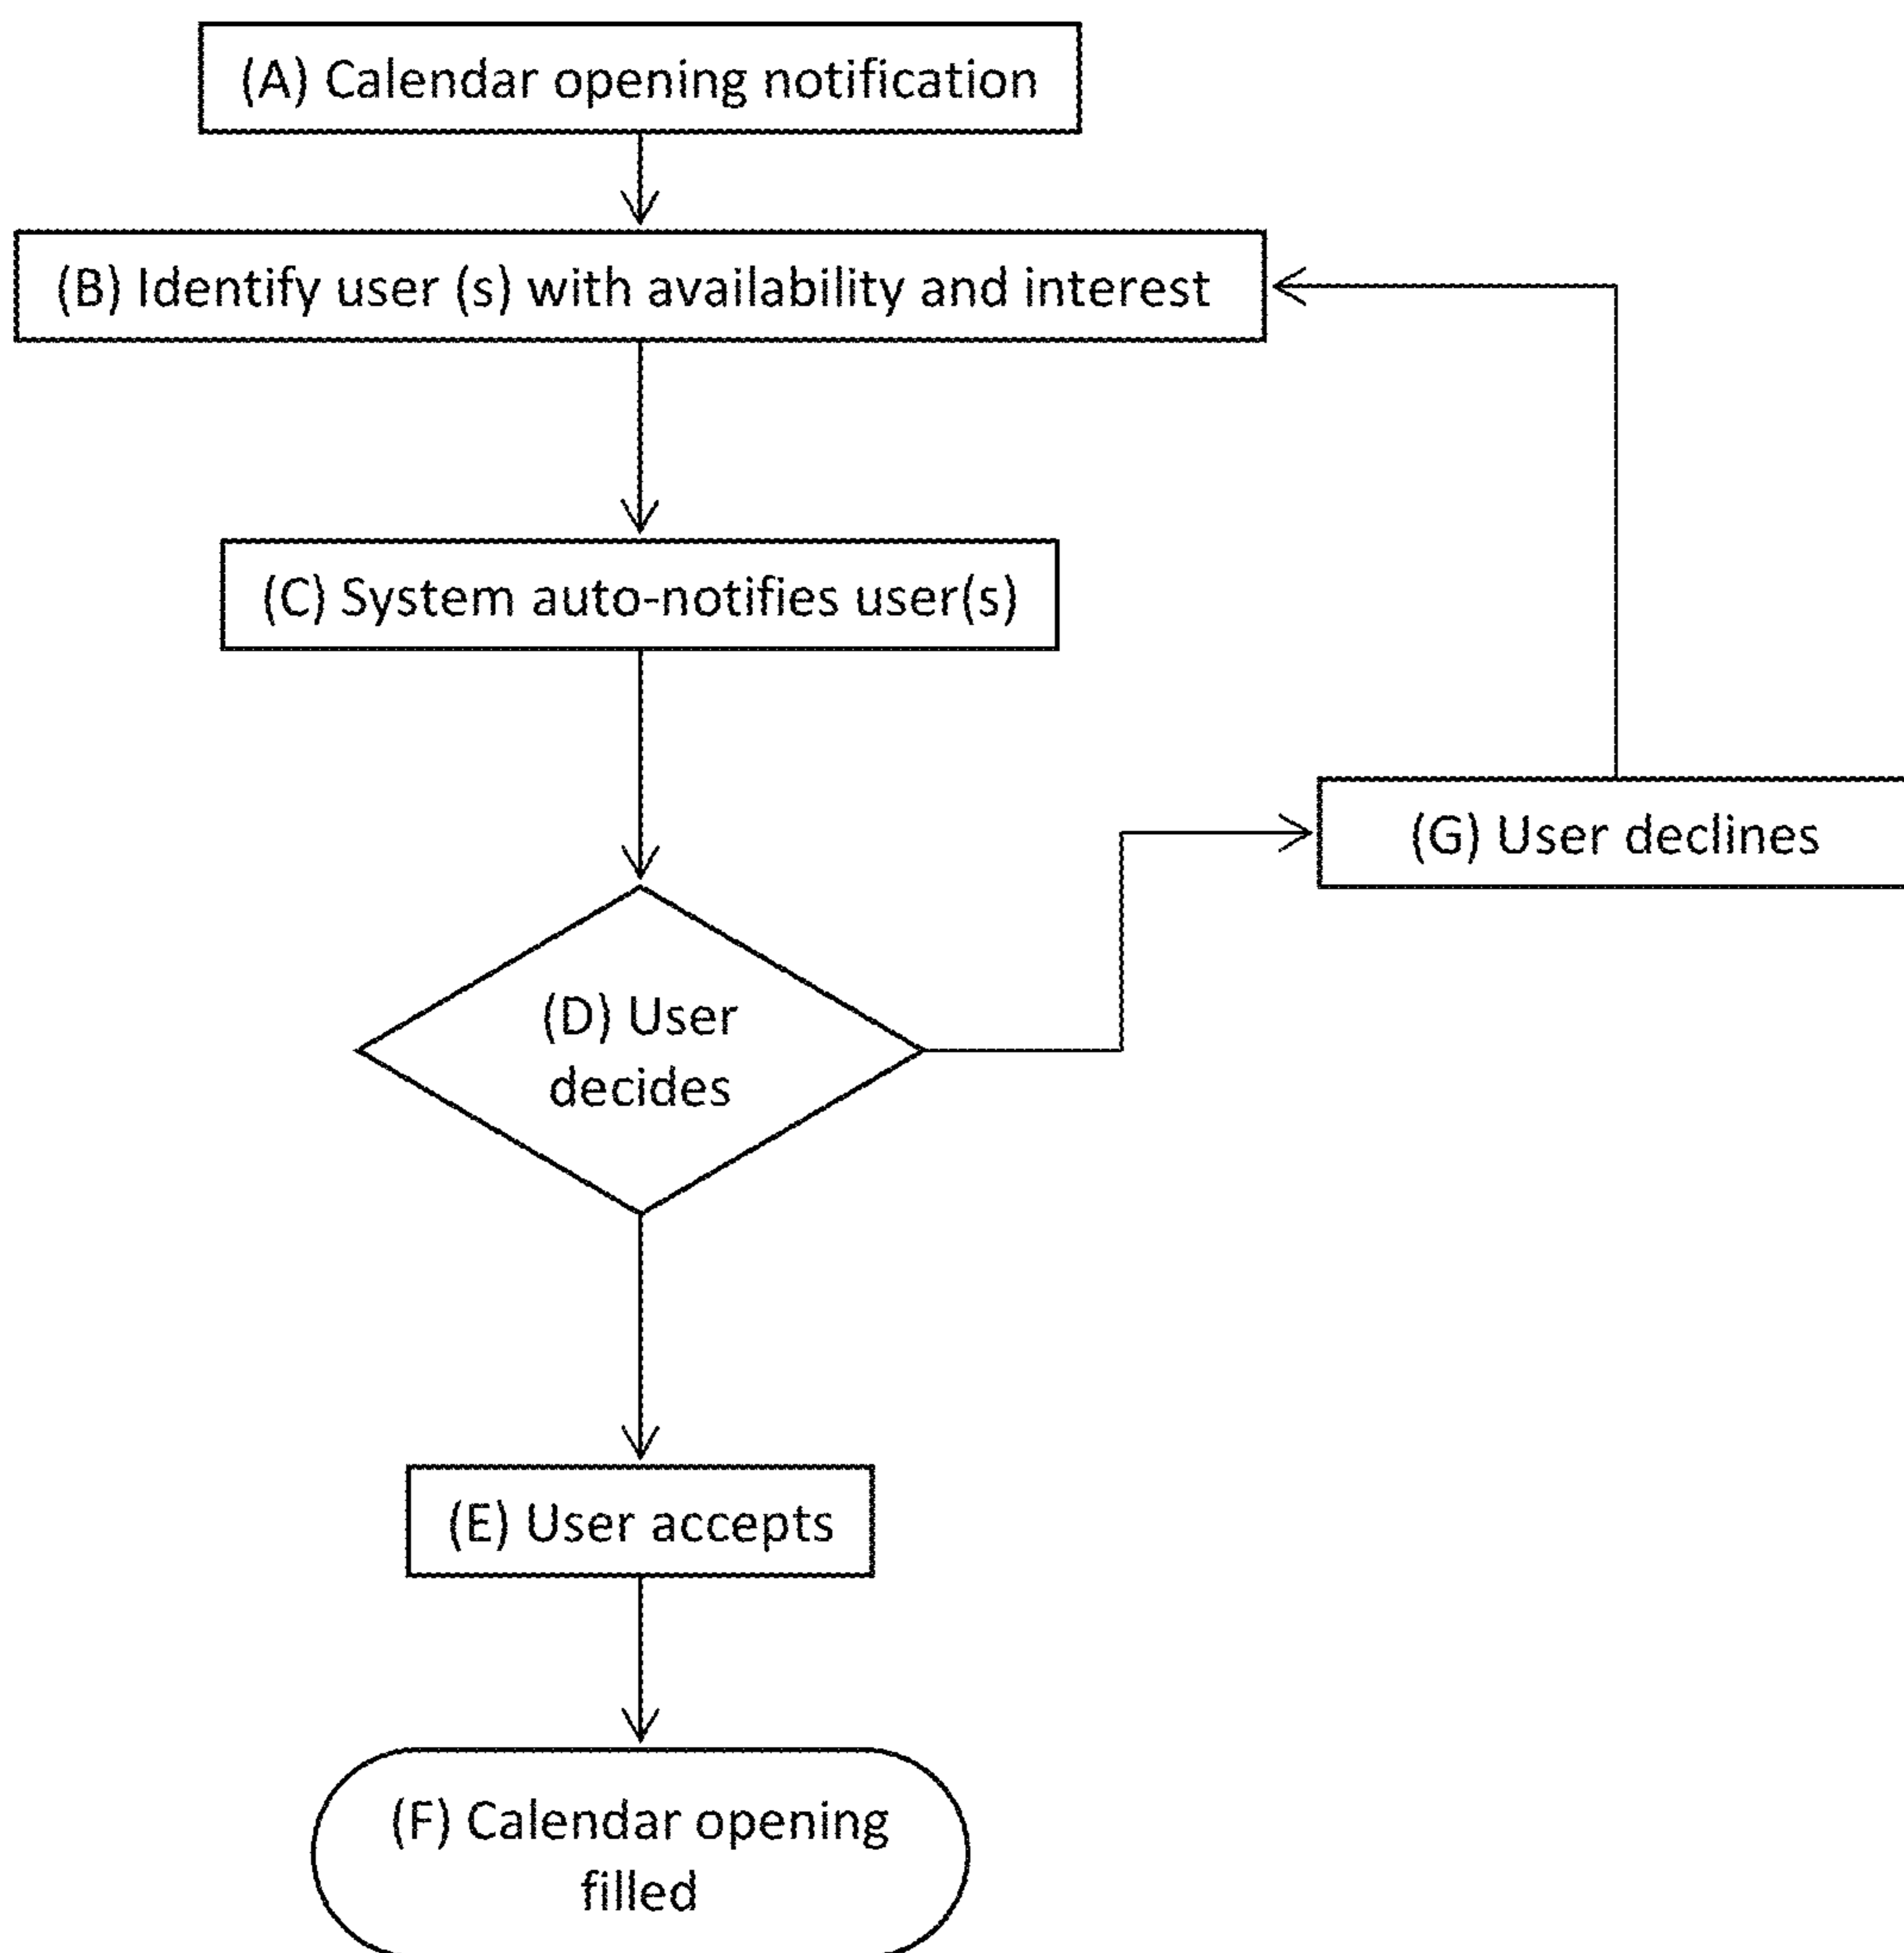 (A) Calendar opening notification
(B) Identify user (s) with availability and interest
(C) System auto-notifies user(s)
(G) User declines
(D) User
decides
(E) User accepts
(F) Calendar opening
filled